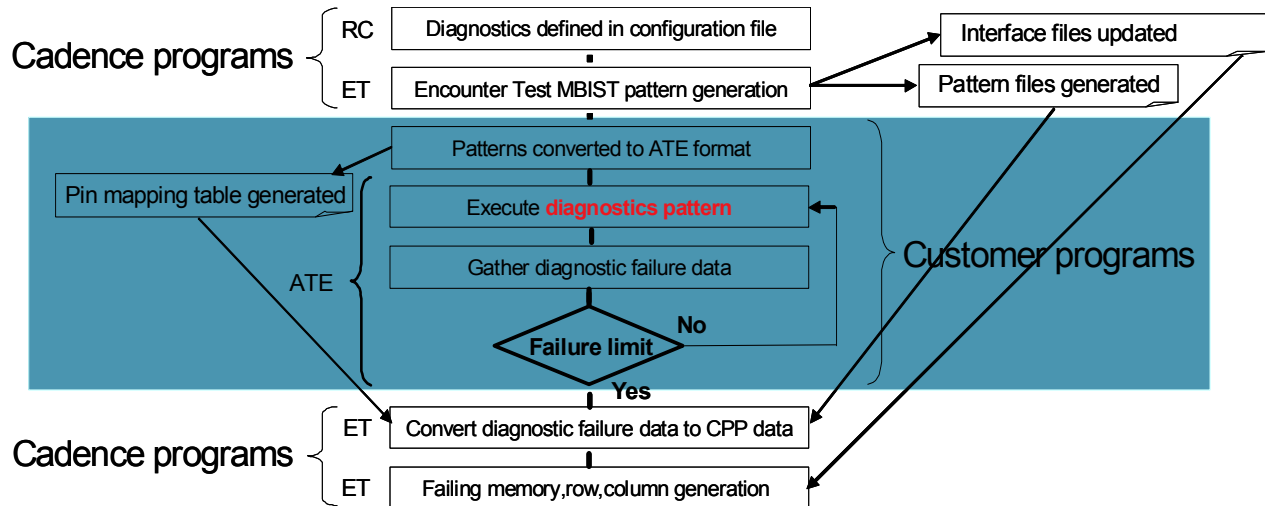 RC
Diagnostics defined in configuration file
Interface files updated
Cadence programs
ET
Encounter Test MBIST pattern generation
Pattern files generated
Patterns converted to ATE format
Pin mapping table generated
Execute diagnostics pattern
Customer programs
Gather diagnostic failure data
ATE
No
Failure limit
Yes
ET
Convert diagnostic failure data to CPP data
Cadence programs
ET
Failing memory,row,column generation